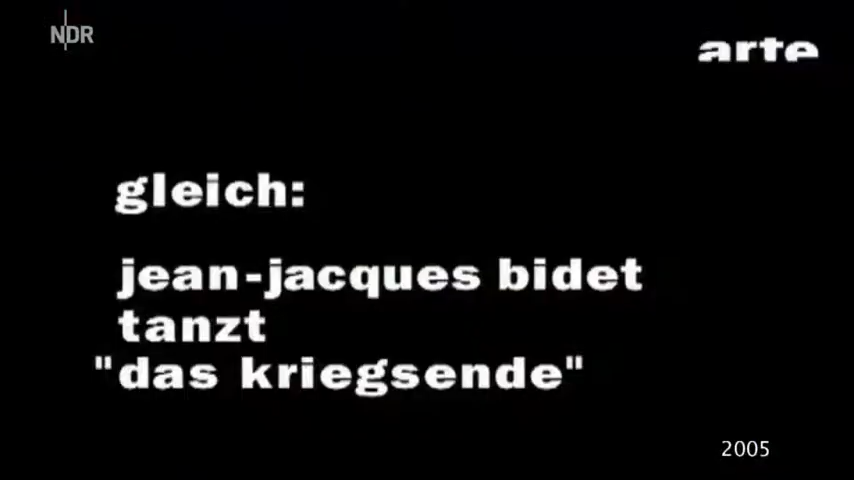 NDR
arte
gleich:
jean-jacques bidet
tanzt
"das kriegsende"
2005